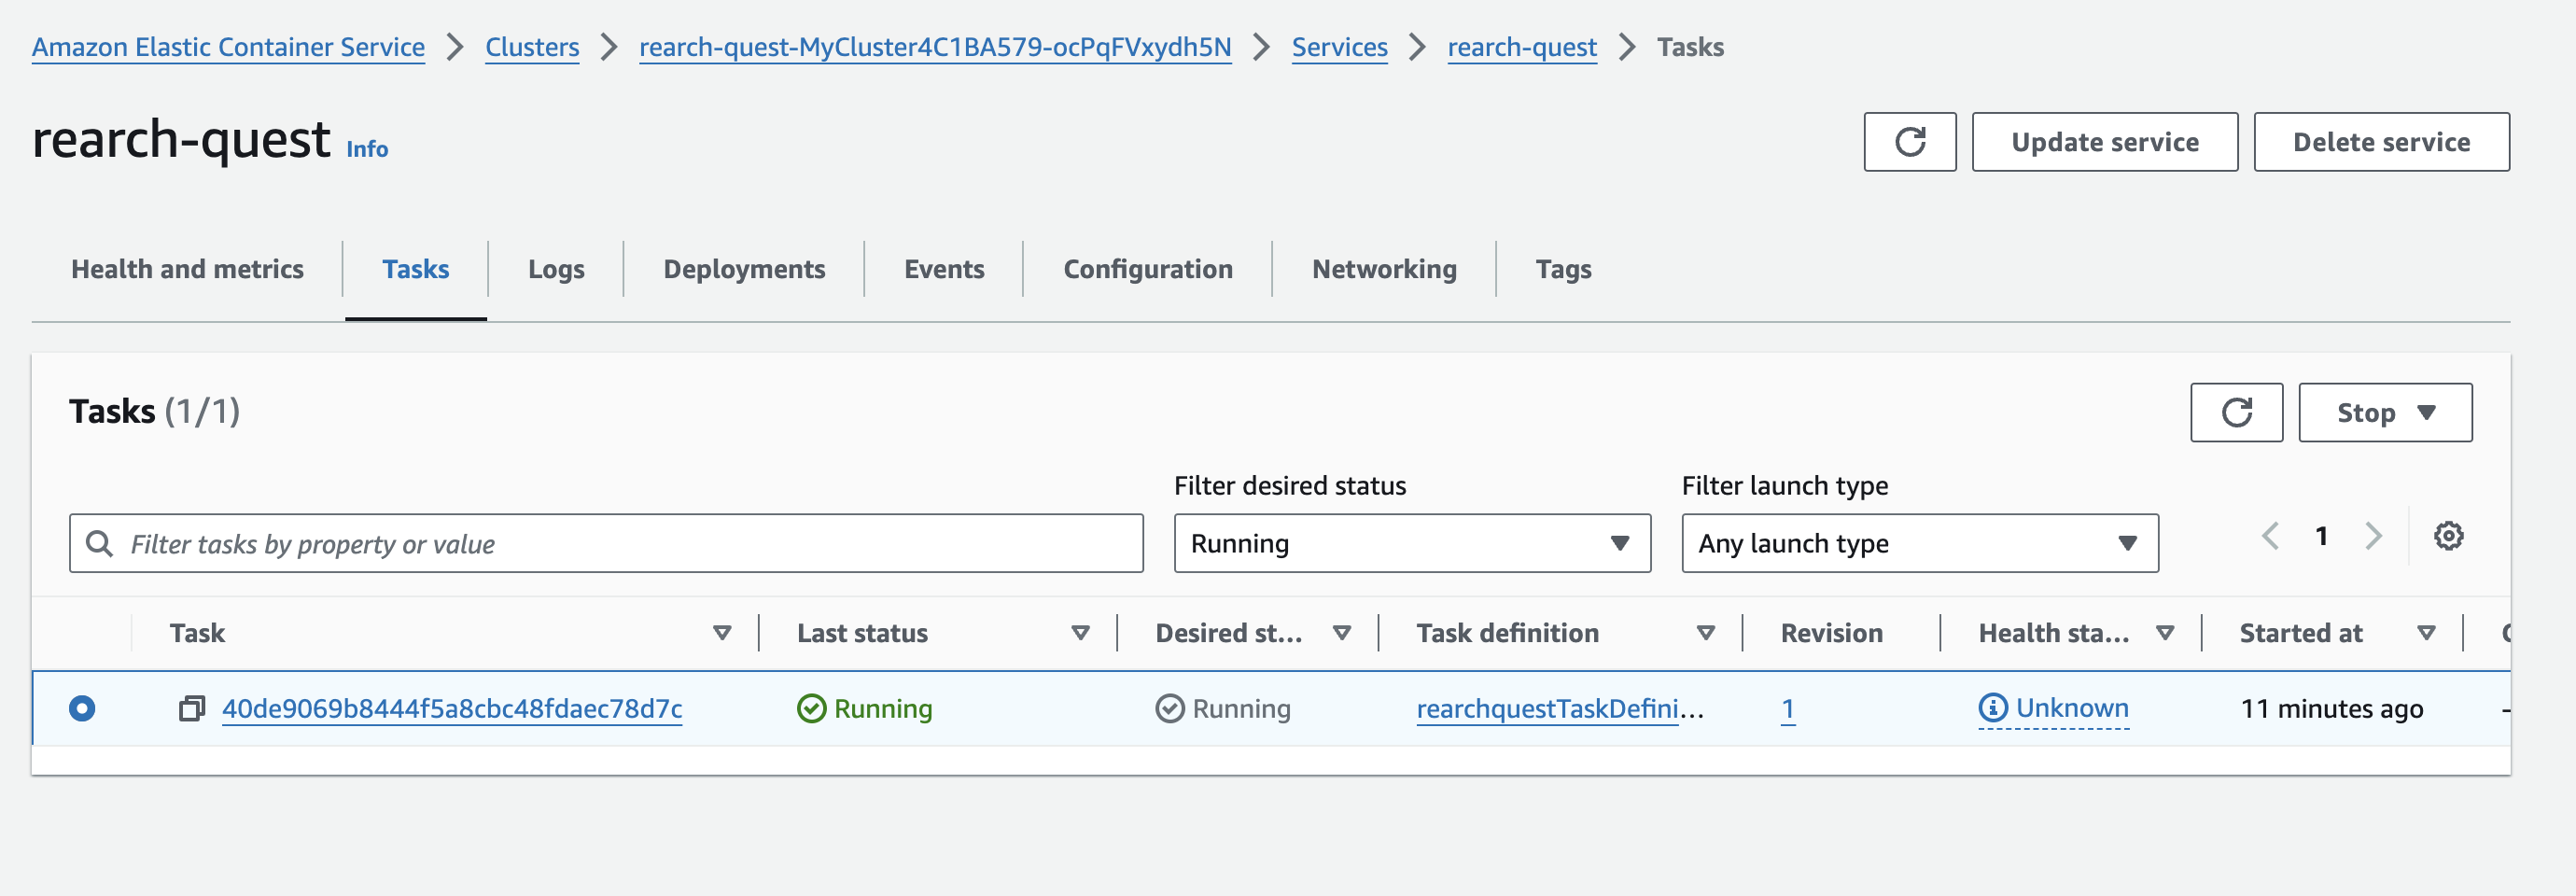 Amazon Elastic Container Service > Clusters > rearch-quest-MyCluster4C1BA579-ocPqFVxydh5N > Services > rearch-quest > Tasks
rearch-quest Info
Update service Delete service
Health and metrics Tasks Logs Deployments Events Configuration Networking Tags
Tasks (1/1)
Stop
Filter desired status Filter launch type
Filter tasks by property or value Running Any launch type 1
Task Last status Desired st... Task definition Revision Health sta... Started at
40de9069b8444f5a8cbc48fdaec78d7c Running Running rearchquestTaskDefini... 1 Unknown 11 minutes ago